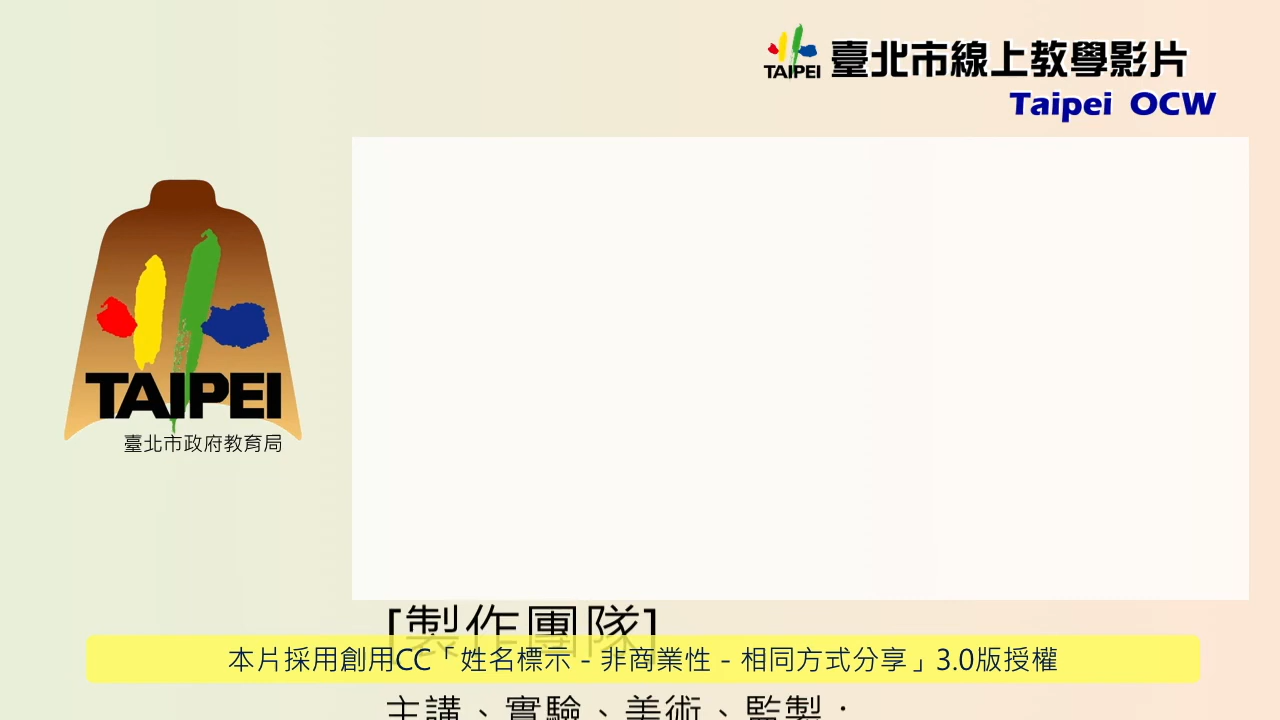 TAIPEI 臺北市線上教學影片
Taipei OCW
TAIPEI
臺北市政府教育局
[製作團隊]
本片採用創用CC「姓名標示－非商業性－相同方式分享」3.0版授權
主講、實驗、美術、監製：